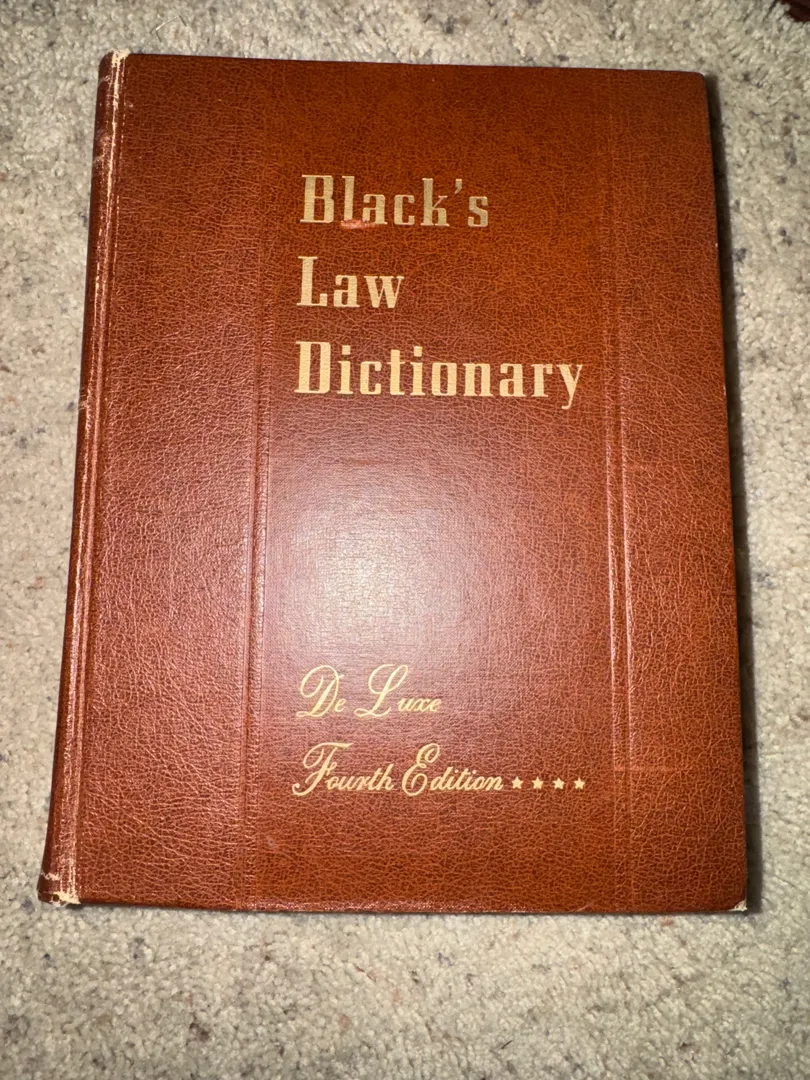 Black's
Law
Dictionary
De Luxe
Fourth Edition ★★★★